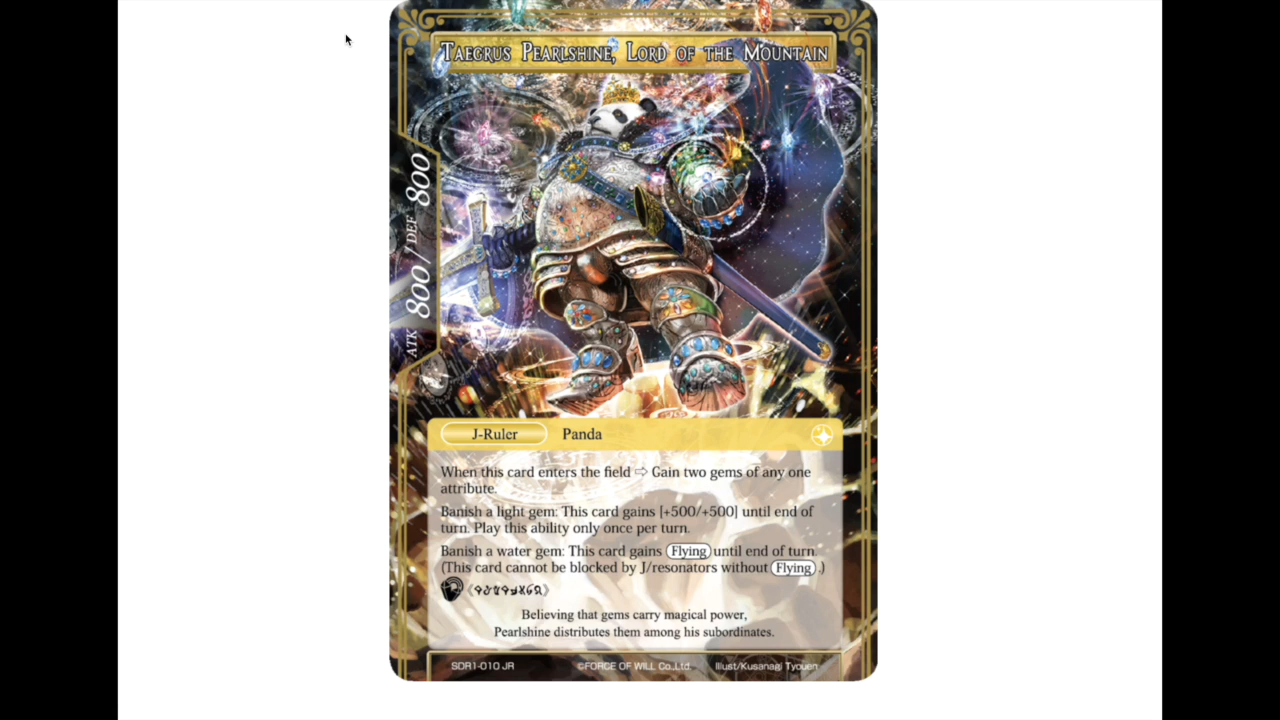 Taegrus Pearlshine, Lord of the Mountain
ATK 800 / DEF 800
J-Ruler Panda
When this card enters the field ⇨ Gain two gems of any one
attribute.
Banish a light gem: This card gains [+500/+500] until end of
turn. Play this ability only once per turn.
Banish a water gem: This card gains Flying until end of turn
(This card cannot be blocked by J/resonators without Flying.)
Believing that gems carry magical power,
Pearlshine distributes them among his subordinates.
SDR1-010 JR ©FORCE OF WILL Co.,Ltd. Illust/Kusanagi Tyouen